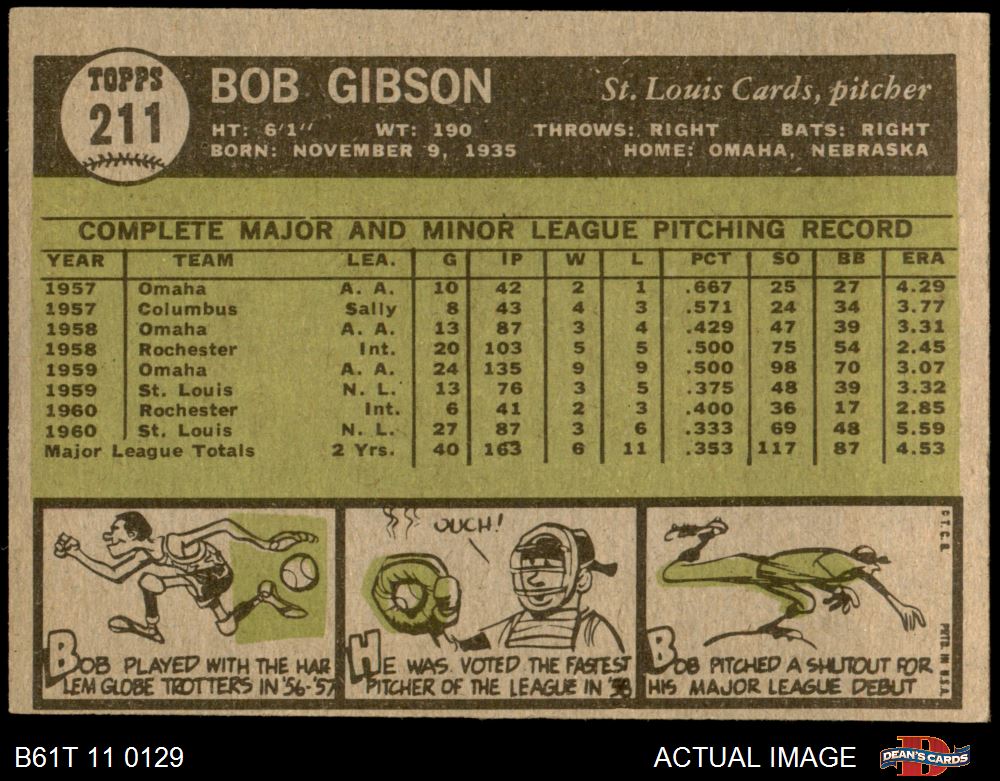 TOPPS
211
BOB GIBSON
St. Louis Cards, pitcher
HT: 6'1" WT: 190 THROWS: RIGHT BATS: RIGHT
BORN: NOVEMBER 9, 1935 HOME: OMAHA, NEBRASKA
COMPLETE MAJOR AND MINOR LEAGUE PITCHING RECORD
YEAR TEAM LEA. G IP W L PCT SO BB ERA
1957 Omaha A. A. 10 42 2 1 .667 25 27 4.29
1957 Columbus Sally 8 43 4 3 .571 24 34 3.77
1958 Omaha A. A. 13 87 3 4 .429 47 39 3.31
1958 Rochester Int. 20 103 5 5 .500 75 54 2.45
1959 Omaha A. A. 24 135 9 9 .500 98 70 3.07
1959 St. Louis N. L. 13 76 3 5 .375 48 39 3.32
1960 Rochester Int. 6 41 2 3 .400 36 17 2.85
1960 St. Louis N. L. 27 87 3 6 .333 69 48 5.59
Major League Totals 2 Yrs. 40 163 6 11 .353 117 87 4.53
BOB PLAYED WITH THE HAR
LEM GLOBE TROTTERS IN '56-'57
OUCH!
HE WAS VOTED THE FASTEST
PITCHER OF THE LEAGUE IN
BOB PITCHED A SHUTOUT FOR
HIS MAJOR LEAGUE DEBUT
© T.C.G.
PRTD. IN U.S.A.
B61T 11 0129
ACTUAL IMAGE
DEAN'S CARDS